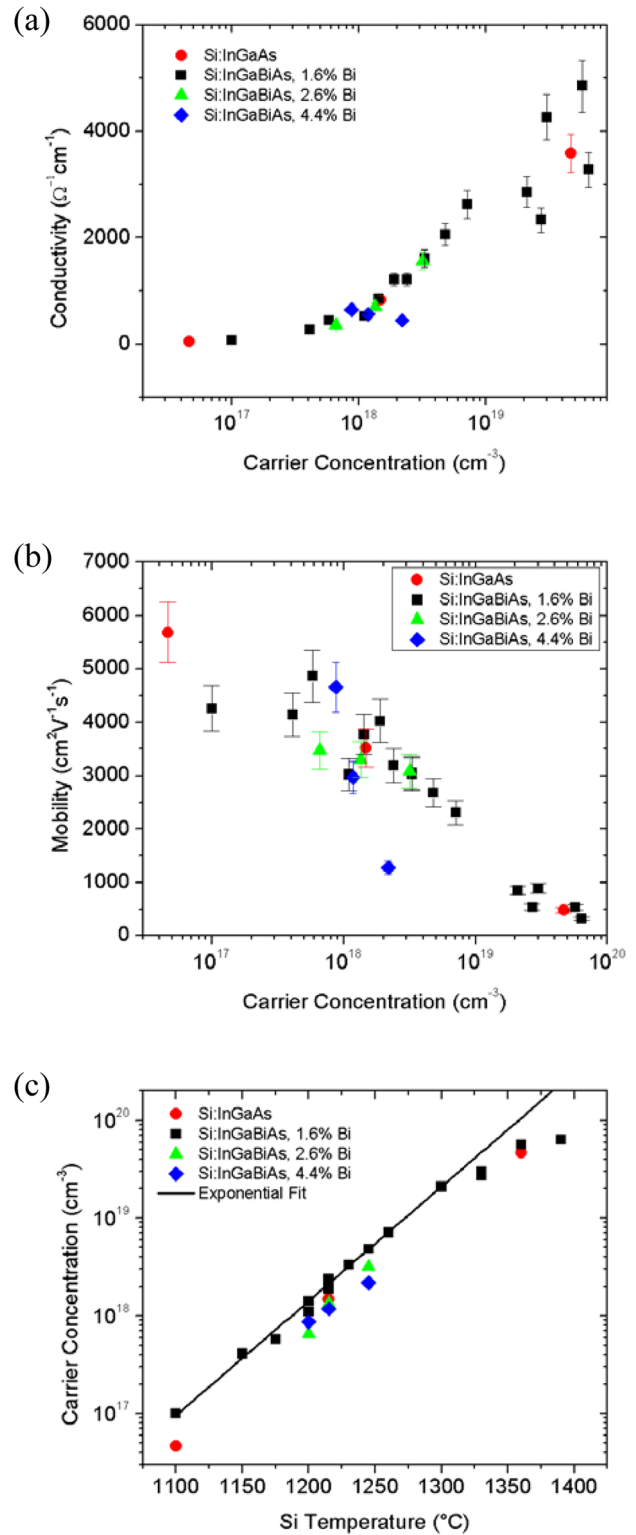 (a)
6000
4000
2000
0
Conductivity (Ω⁻¹cm⁻¹)
Si:InGaAs
Si:InGaBiAs, 1.6% Bi
Si:InGaBiAs, 2.6% Bi
Si:InGaBiAs, 4.4% Bi
10¹⁷
10¹⁸
10¹⁹
Carrier Concentration (cm⁻³)
(b)
7000
6000
5000
4000
3000
2000
1000
0
Mobility (cm²V⁻¹s⁻¹)
Si:InGaAs
Si:InGaBiAs, 1.6% Bi
Si:InGaBiAs, 2.6% Bi
Si:InGaBiAs, 4.4% Bi
10¹⁷
10¹⁸
10¹⁹
10²⁰
Carrier Concentration (cm⁻³)
(c)
10²⁰
10¹⁹
10¹⁸
10¹⁷
Carrier Concentration (cm⁻³)
Si:InGaAs
Si:InGaBiAs, 1.6% Bi
Si:InGaBiAs, 2.6% Bi
Si:InGaBiAs, 4.4% Bi
Exponential Fit
1100
1150
1200
1250
1300
1350
1400
Si Temperature (°C)